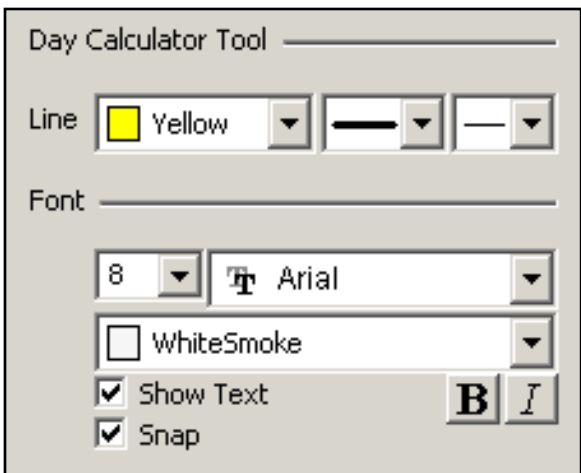 Day Calculator Tool
Line Yellow
Font
8 Arial
WhiteSmoke
Show Text B I
Snap